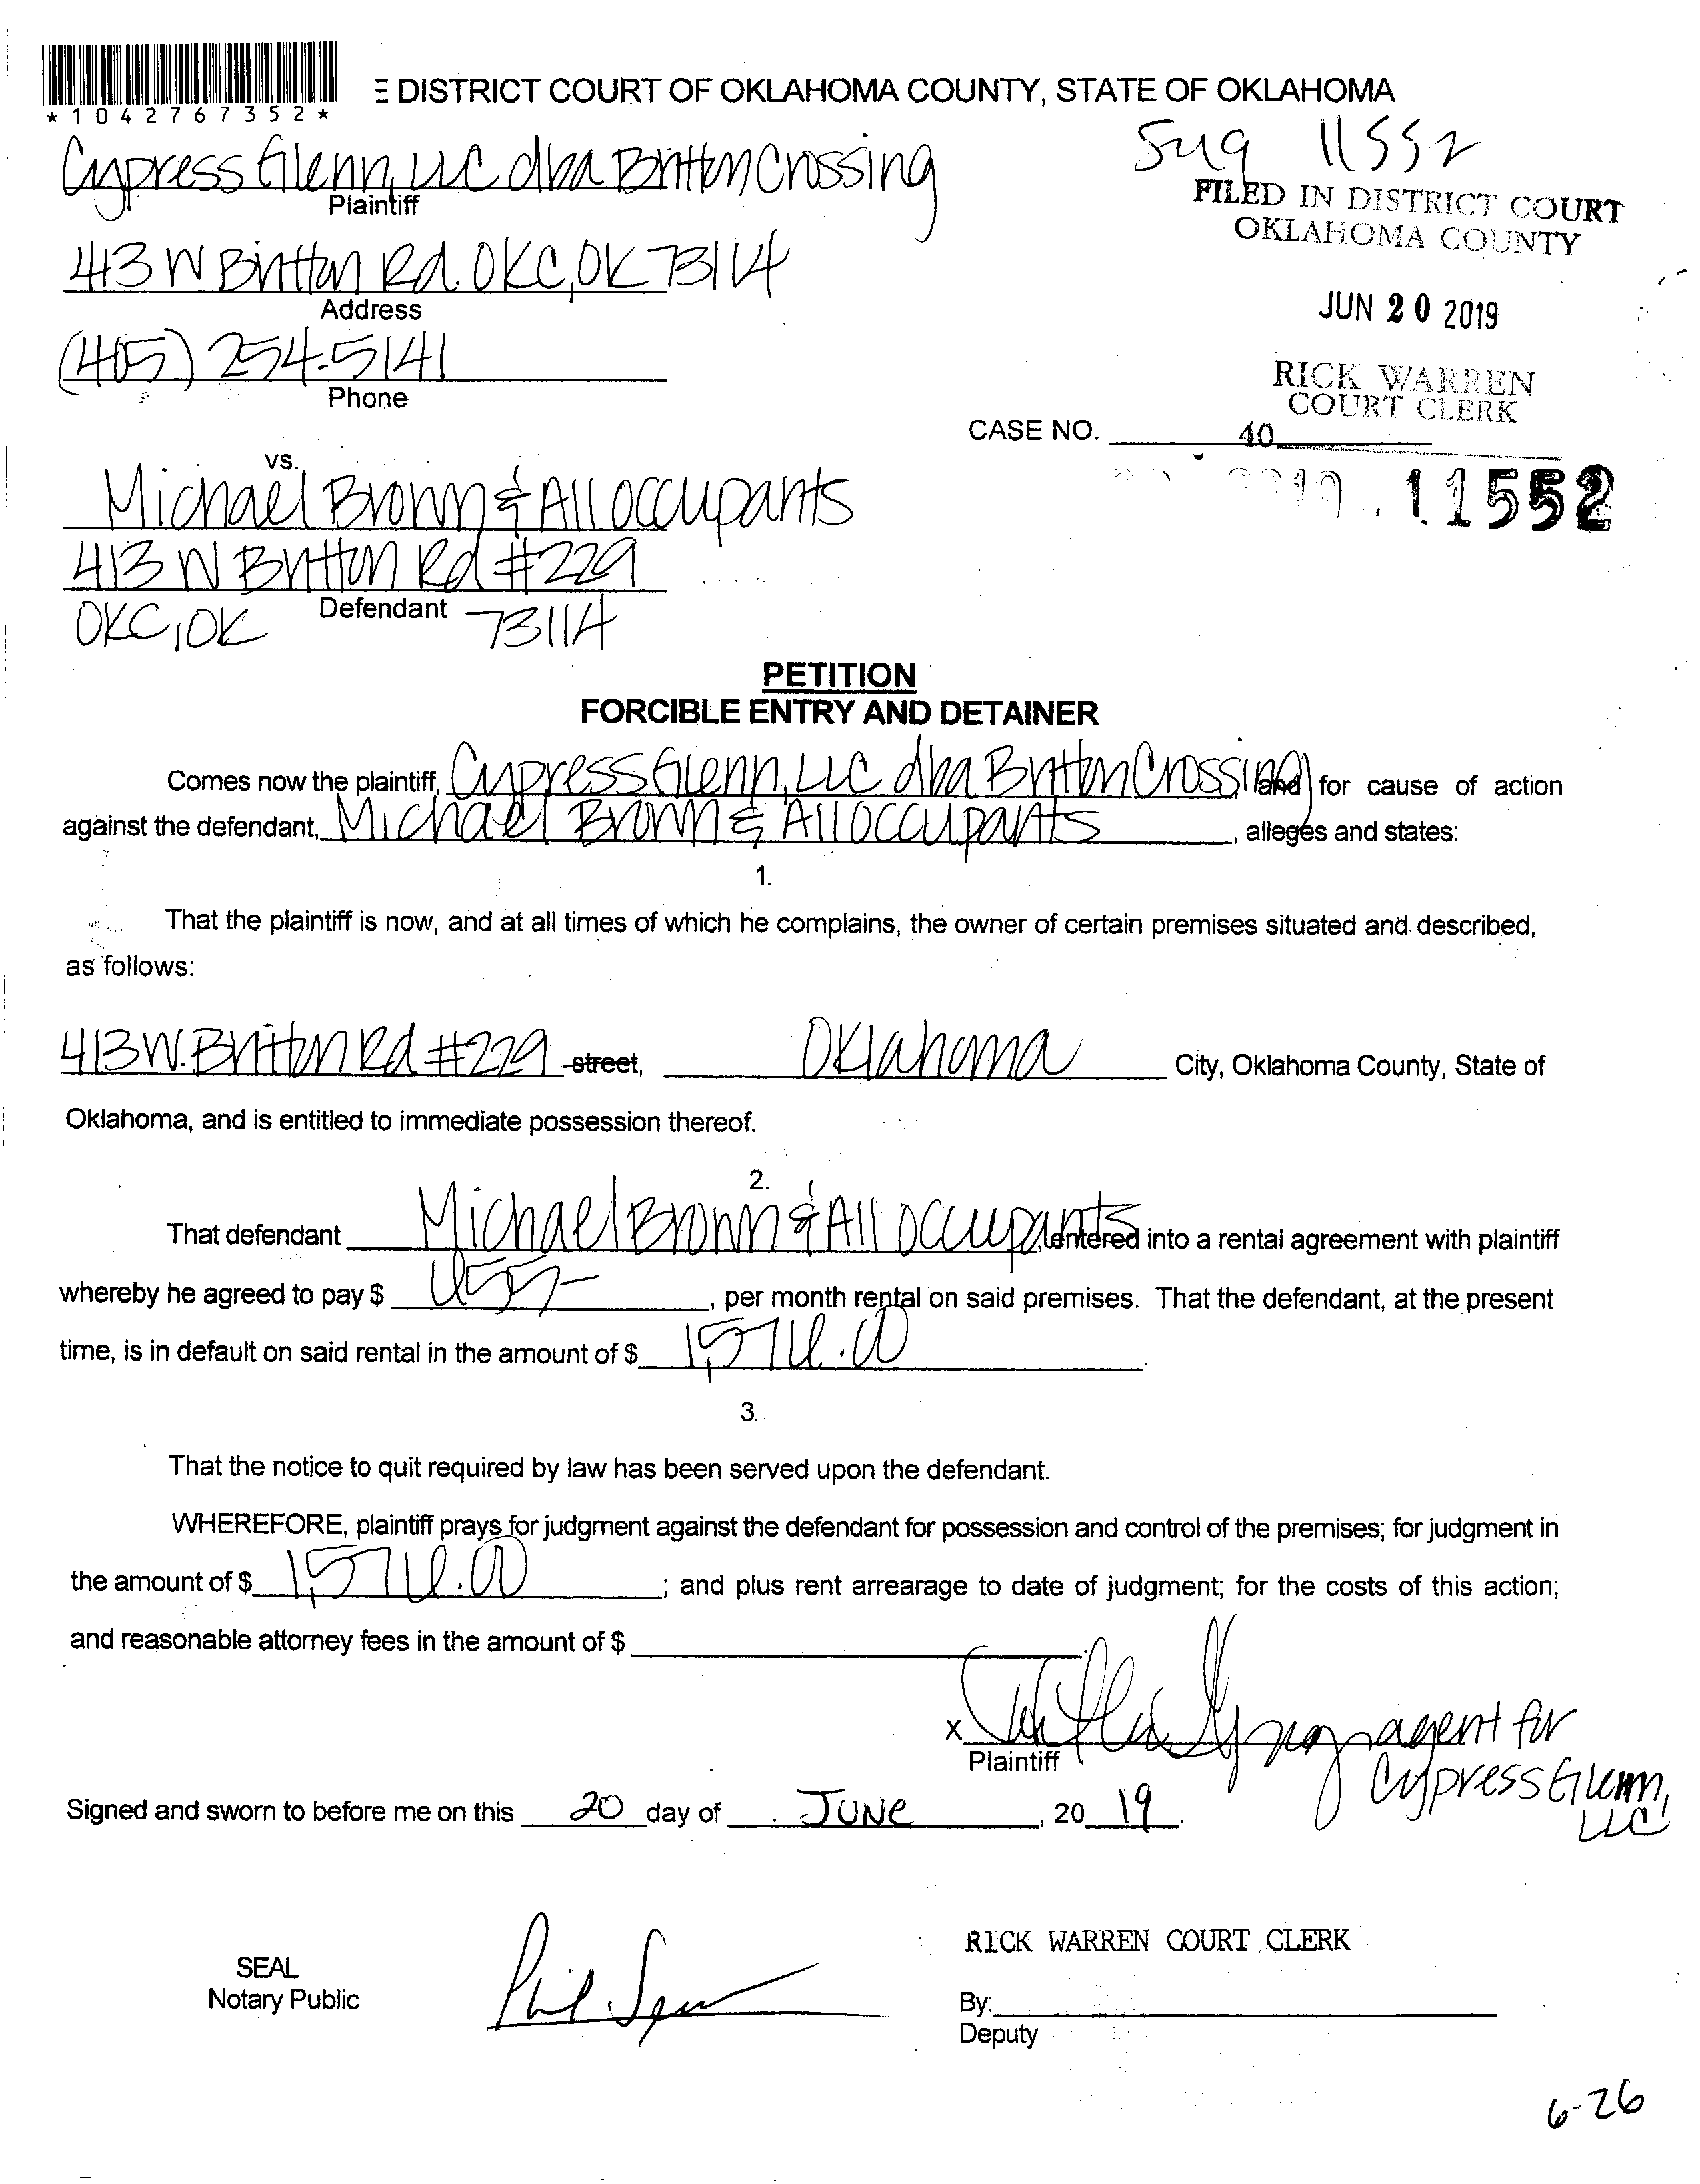 *1042767352*
E DISTRICT COURT OF OKLAHOMA COUNTY, STATE OF OKLAHOMA
Cypress Glenn, LLC dba Britton Crossing
Plaintiff
11552
FILED IN DISTRICT COURT
OKLAHOMA COUNTY
413 W Britton Rd. OKC, OK 73114
Address
JUN 20 2019
(405) 254-5141
Phone
RICK WARREN
COURT CLERK
CASE NO.
40
vs.
11552
Michael Brown & All occupants
413 W Britton Rd #229
Defendant
OKC, OK 73114
PETITION
FORCIBLE ENTRY AND DETAINER
Comes now the plaintiff, Cypress Glenn, LLC dba Britton Crossing and for cause of action
against the defendant, Michael Brown & All occupants, alleges and states:
1.
That the plaintiff is now, and at all times of which he complains, the owner of certain premises situated and described,
as follows:
413 W. Britton Rd #229 street, Oklahoma City, Oklahoma County, State of
Oklahoma, and is entitled to immediate possession thereof.
2.
That defendant Michael Brown & All occupants entered into a rental agreement with plaintiff
whereby he agreed to pay $ , per month rental on said premises. That the defendant, at the present
time, is in default on said rental in the amount of $ .
3.
That the notice to quit required by law has been served upon the defendant.
WHEREFORE, plaintiff prays for judgment against the defendant for possession and control of the premises; for judgment in
the amount of $ ; and plus rent arrearage to date of judgment; for the costs of this action;
and reasonable attorney fees in the amount of $
x agent for
Plaintiff
Cypress Glenn, LLC
Signed and sworn to before me on this 20 day of JUNE, 20 19.
SEAL
Notary Public
RICK WARREN COURT CLERK
By:
Deputy
6-26